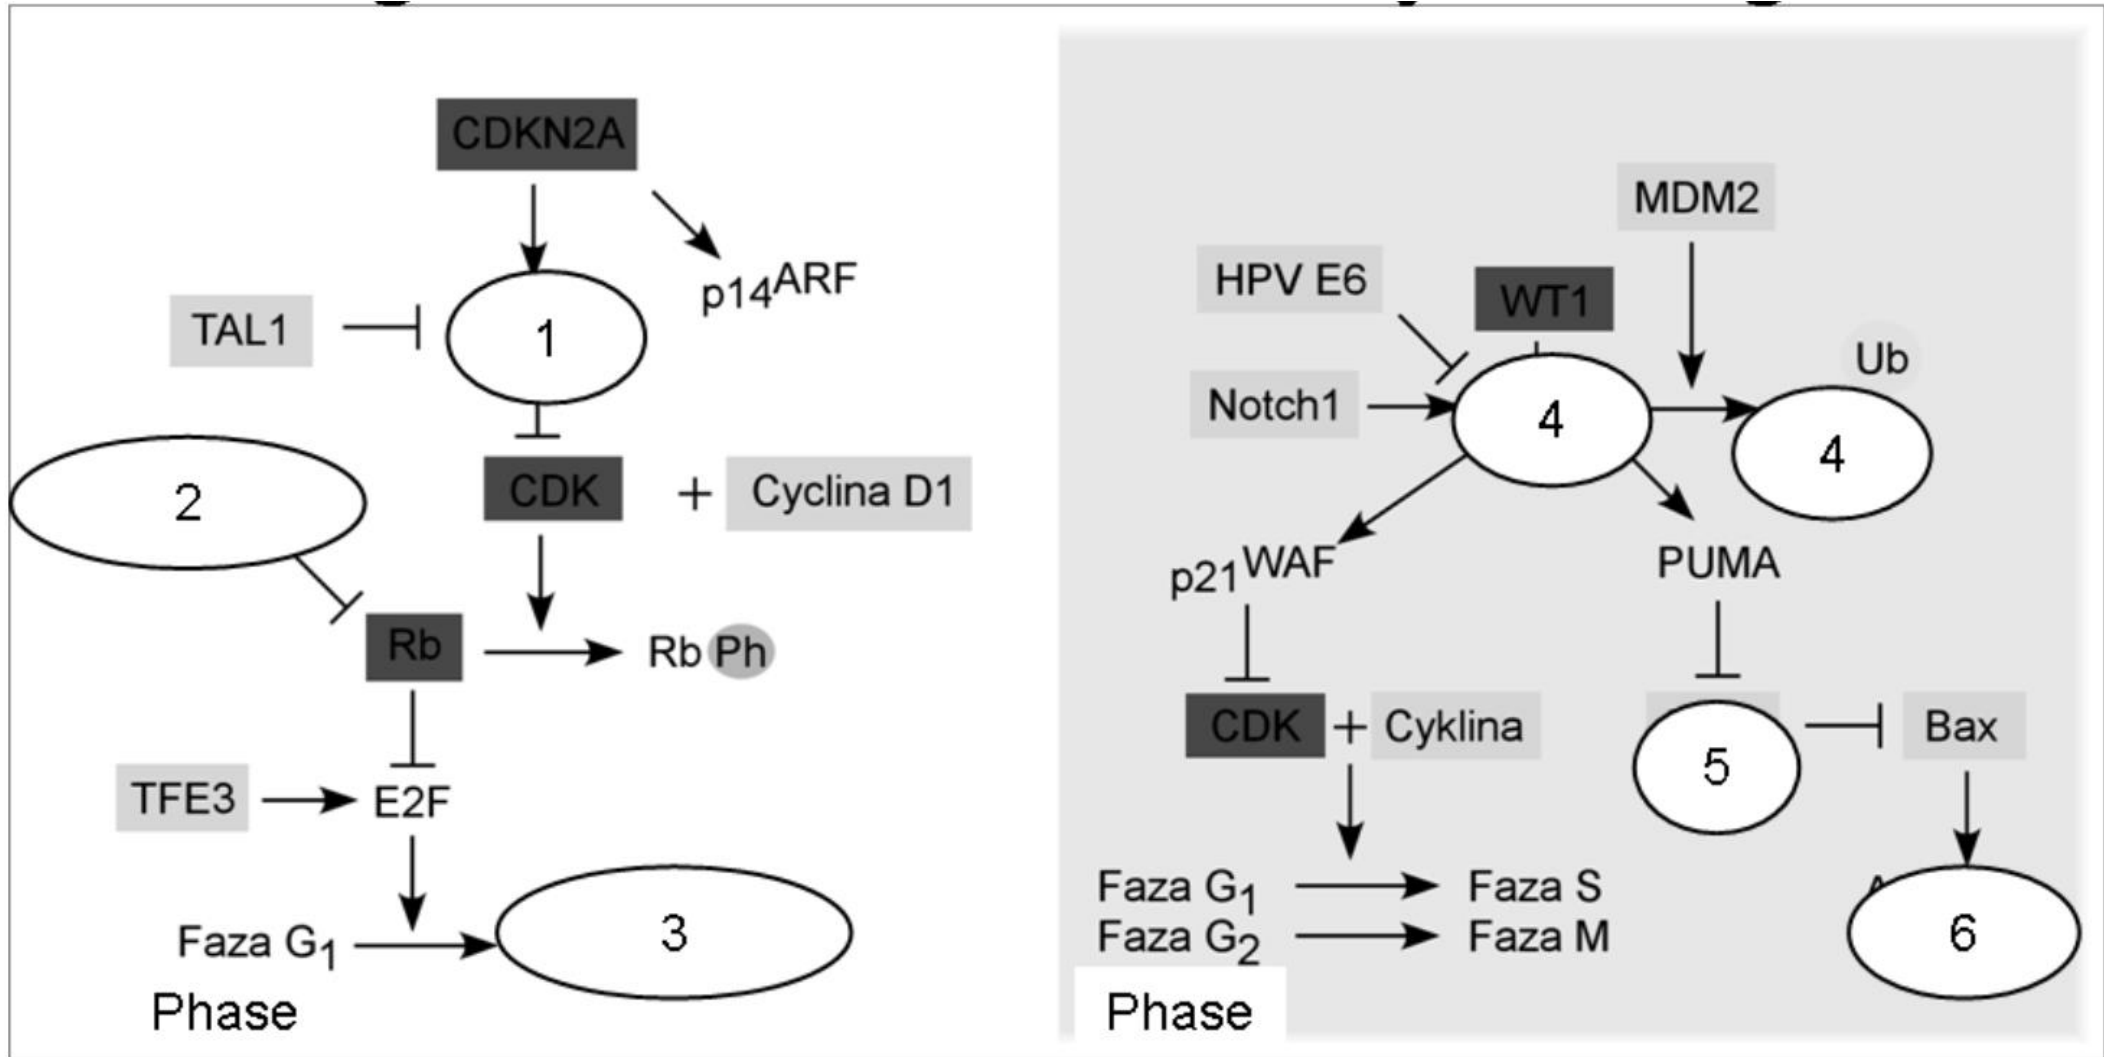 CDKN2A
p14ARF
TAL1
1
2
CDK + Cyclina D1
Rb
Rb Ph
TFE3
E2F
Faza G1
3
Phase
MDM2
HPV E6
WT1
Ub
Notch1
4
4
p21WAF
PUMA
CDK + Cyklina
5
Bax
Faza G1
Faza S
Faza G2
Faza M
6
Phase